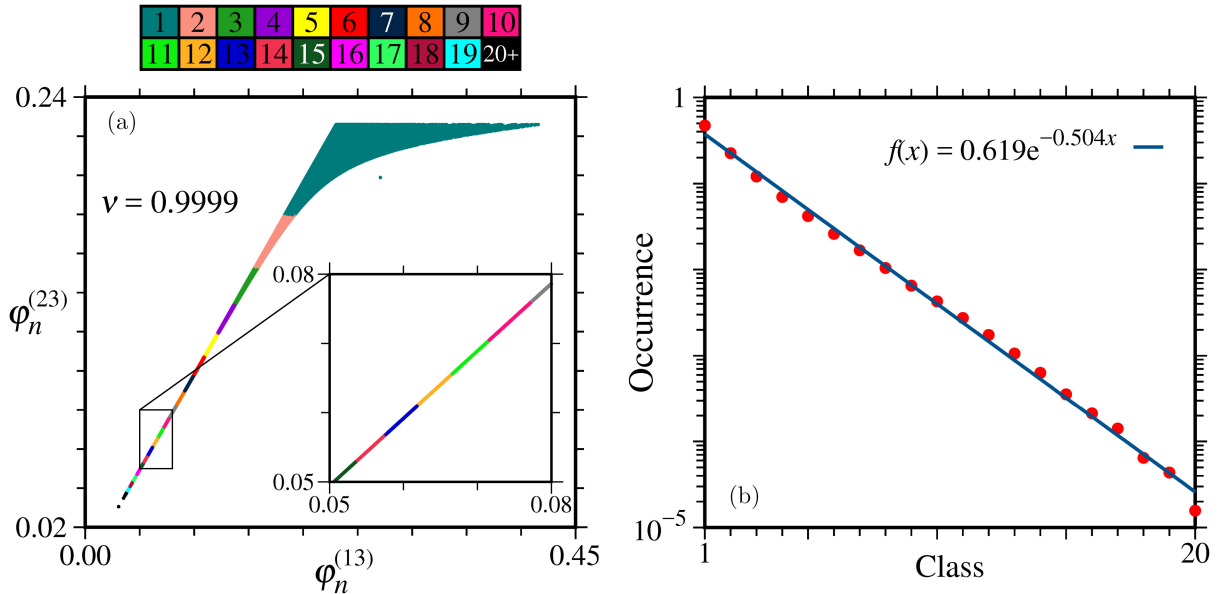 1 2 3 4 5 6 7 8 9 10
11 12 13 14 15 16 17 18 19 20+
0.24
(a)
ν = 0.9999
φn(23)
0.08
0.05
0.05 0.08
0.02
0.00 0.45
φn(13)
1
f(x) = 0.619e−0.504x
Occurrence
(b)
10−5
1 20
Class